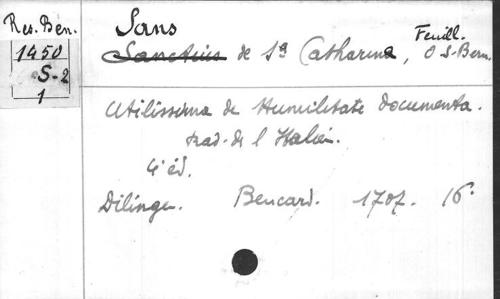 Res. Ben.
1450
S-2
1
Sans
Sanctius de Sa Catharina, Feuill. O S. Bern.
Utilissima de Humilitate documenta.
trad. de l'Italien.
4e éd.
Dilingen. Bencard. 1707. 16°